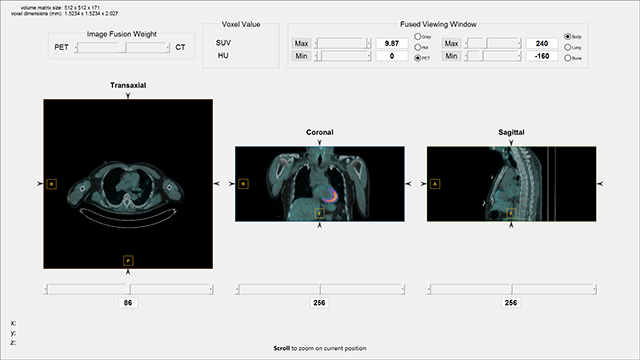 volume matrix size: 512 x 512 x 171
voxel dimensions (mm): 1.5234 x 1.5234 x 2.027
Image Fusion Weight
PET CT
Voxel Value
SUV
HU
Fused Viewing Window
Max 9.87 Gray Max 240 Body
Hot Lung
Min 0 PET Min -160 Bone
Transaxial
Coronal
Sagittal
R
R
A
P
86
256
256
x:
y:
z:
Scroll to zoom on current position